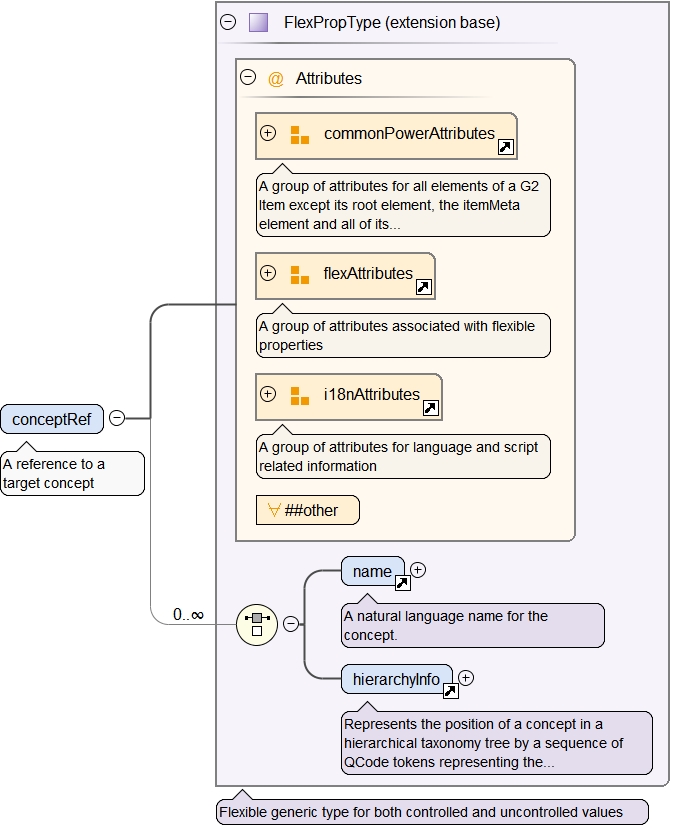 FlexPropType (extension base)
@ Attributes
commonPowerAttributes
A group of attributes for all elements of a G2
Item except its root element, the itemMeta
element and all of its...
flexAttributes
A group of attributes associated with flexible
properties
i18nAttributes
A group of attributes for language and script
related information
##other
conceptRef
A reference to a
target concept
0..∞
name
A natural language name for the
concept.
hierarchyInfo
Represents the position of a concept in a
hierarchical taxonomy tree by a sequence of
QCode tokens representing the...
Flexible generic type for both controlled and uncontrolled values